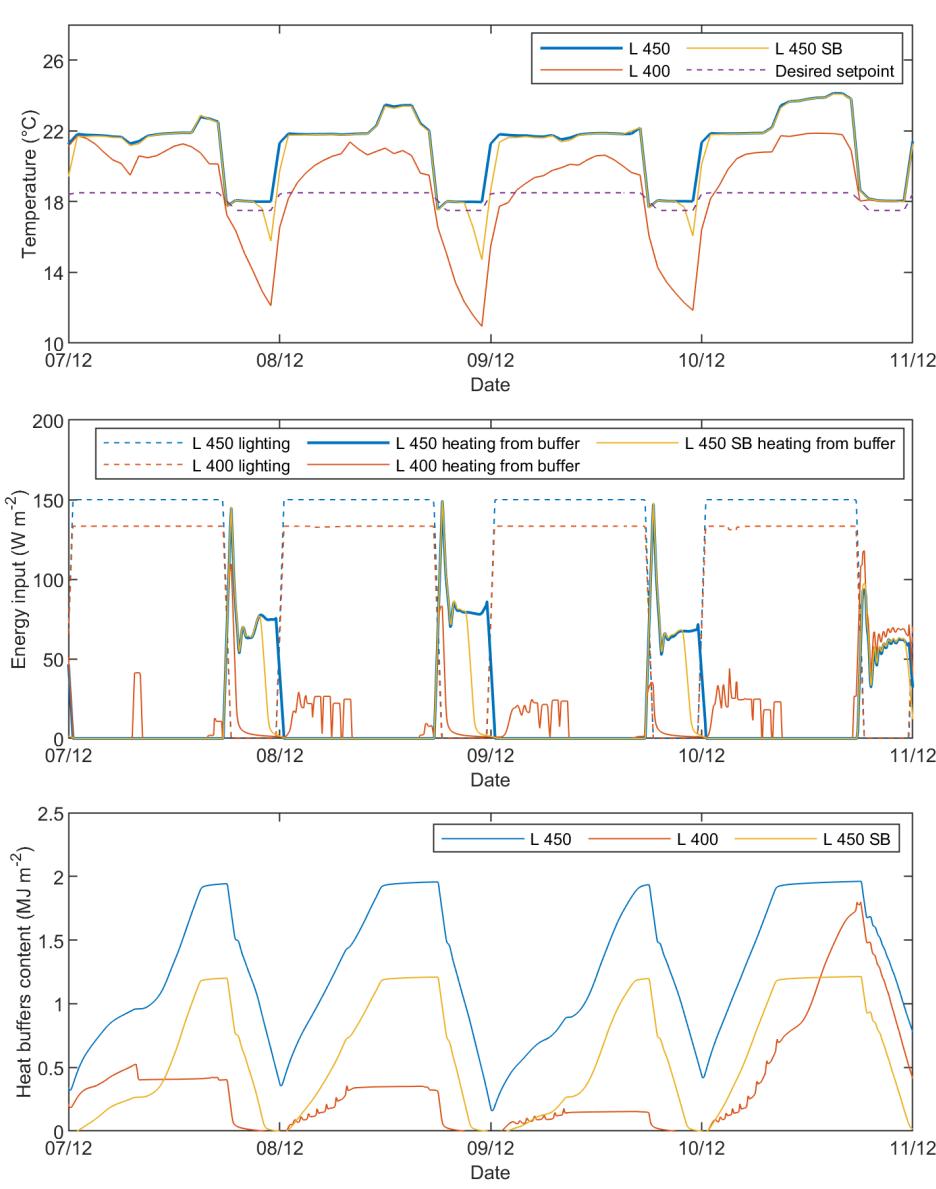 26
22
18
14
10
Temperature (°C)
L 450
L 450 SB
L 400
Desired setpoint
07/12
08/12
09/12
10/12
11/12
Date
200
150
100
50
0
Energy input (W m-2)
L 450 lighting
L 450 heating from buffer
L 450 SB heating from buffer
L 400 lighting
L 400 heating from buffer
07/12
08/12
09/12
10/12
11/12
Date
2.5
2
1.5
1
0.5
0
Heat buffers content (MJ m-2)
L 450
L 400
L 450 SB
07/12
08/12
09/12
10/12
11/12
Date